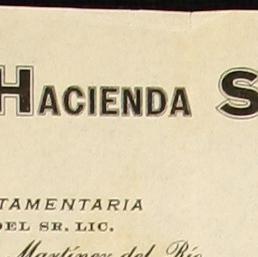 HACIENDA S
TAMENTARIA
DEL SR. LIC.
Martínez del Río